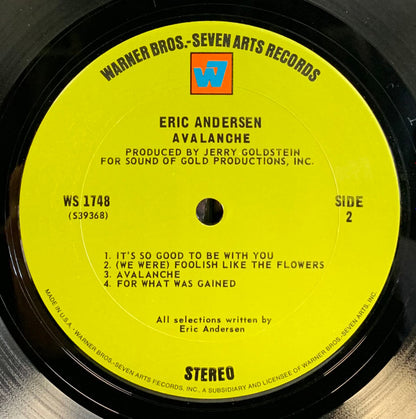 WARNER BROS.-SEVEN ARTS RECORDS
W7
ERIC ANDERSEN
AVALANCHE
PRODUCED BY JERRY GOLDSTEIN
FOR SOUND OF GOLD PRODUCTIONS, INC.
WS 1748
(S39368)
SIDE
2
1. IT'S SO GOOD TO BE WITH YOU
2. (WE WERE) FOOLISH LIKE THE FLOWERS
3. AVALANCHE
4. FOR WHAT WAS GAINED
All selections written by
Eric Andersen
STEREO
MADE IN U.S.A. • WARNER BROS.-SEVEN ARTS RECORDS, INC., A SUBSIDIARY AND LICENSEE OF WARNER BROS.-SEVEN ARTS, INC.